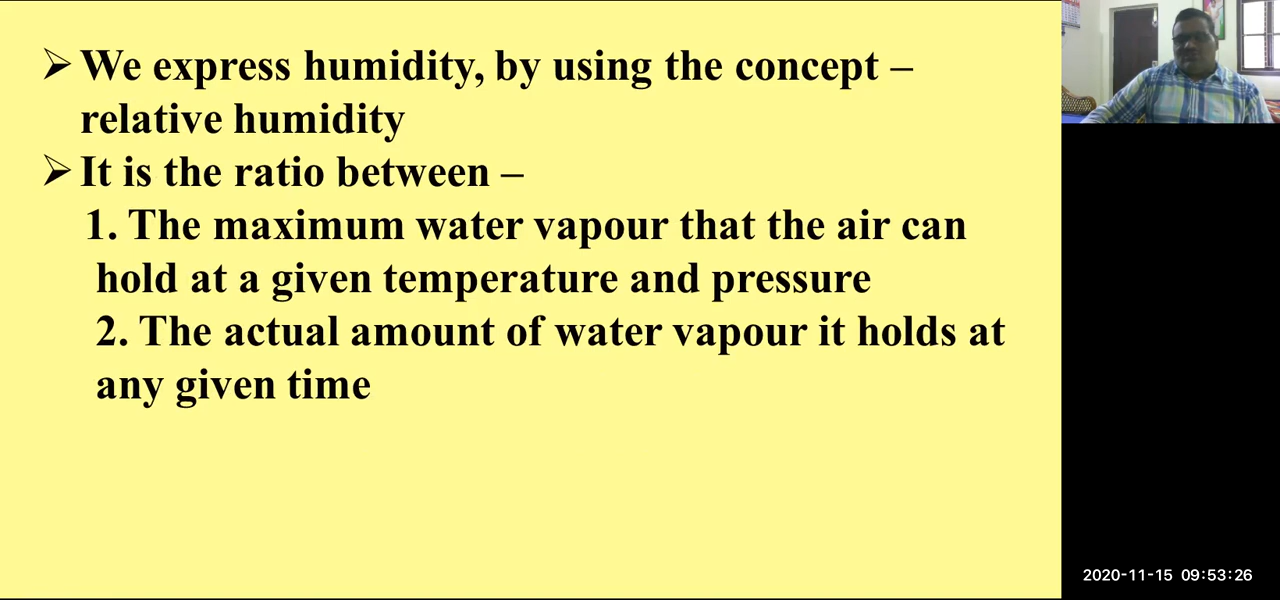 ➢ We express humidity, by using the concept –
relative humidity
➢ It is the ratio between –
1. The maximum water vapour that the air can
hold at a given temperature and pressure
2. The actual amount of water vapour it holds at
any given time
2020-11-15 09:53:26